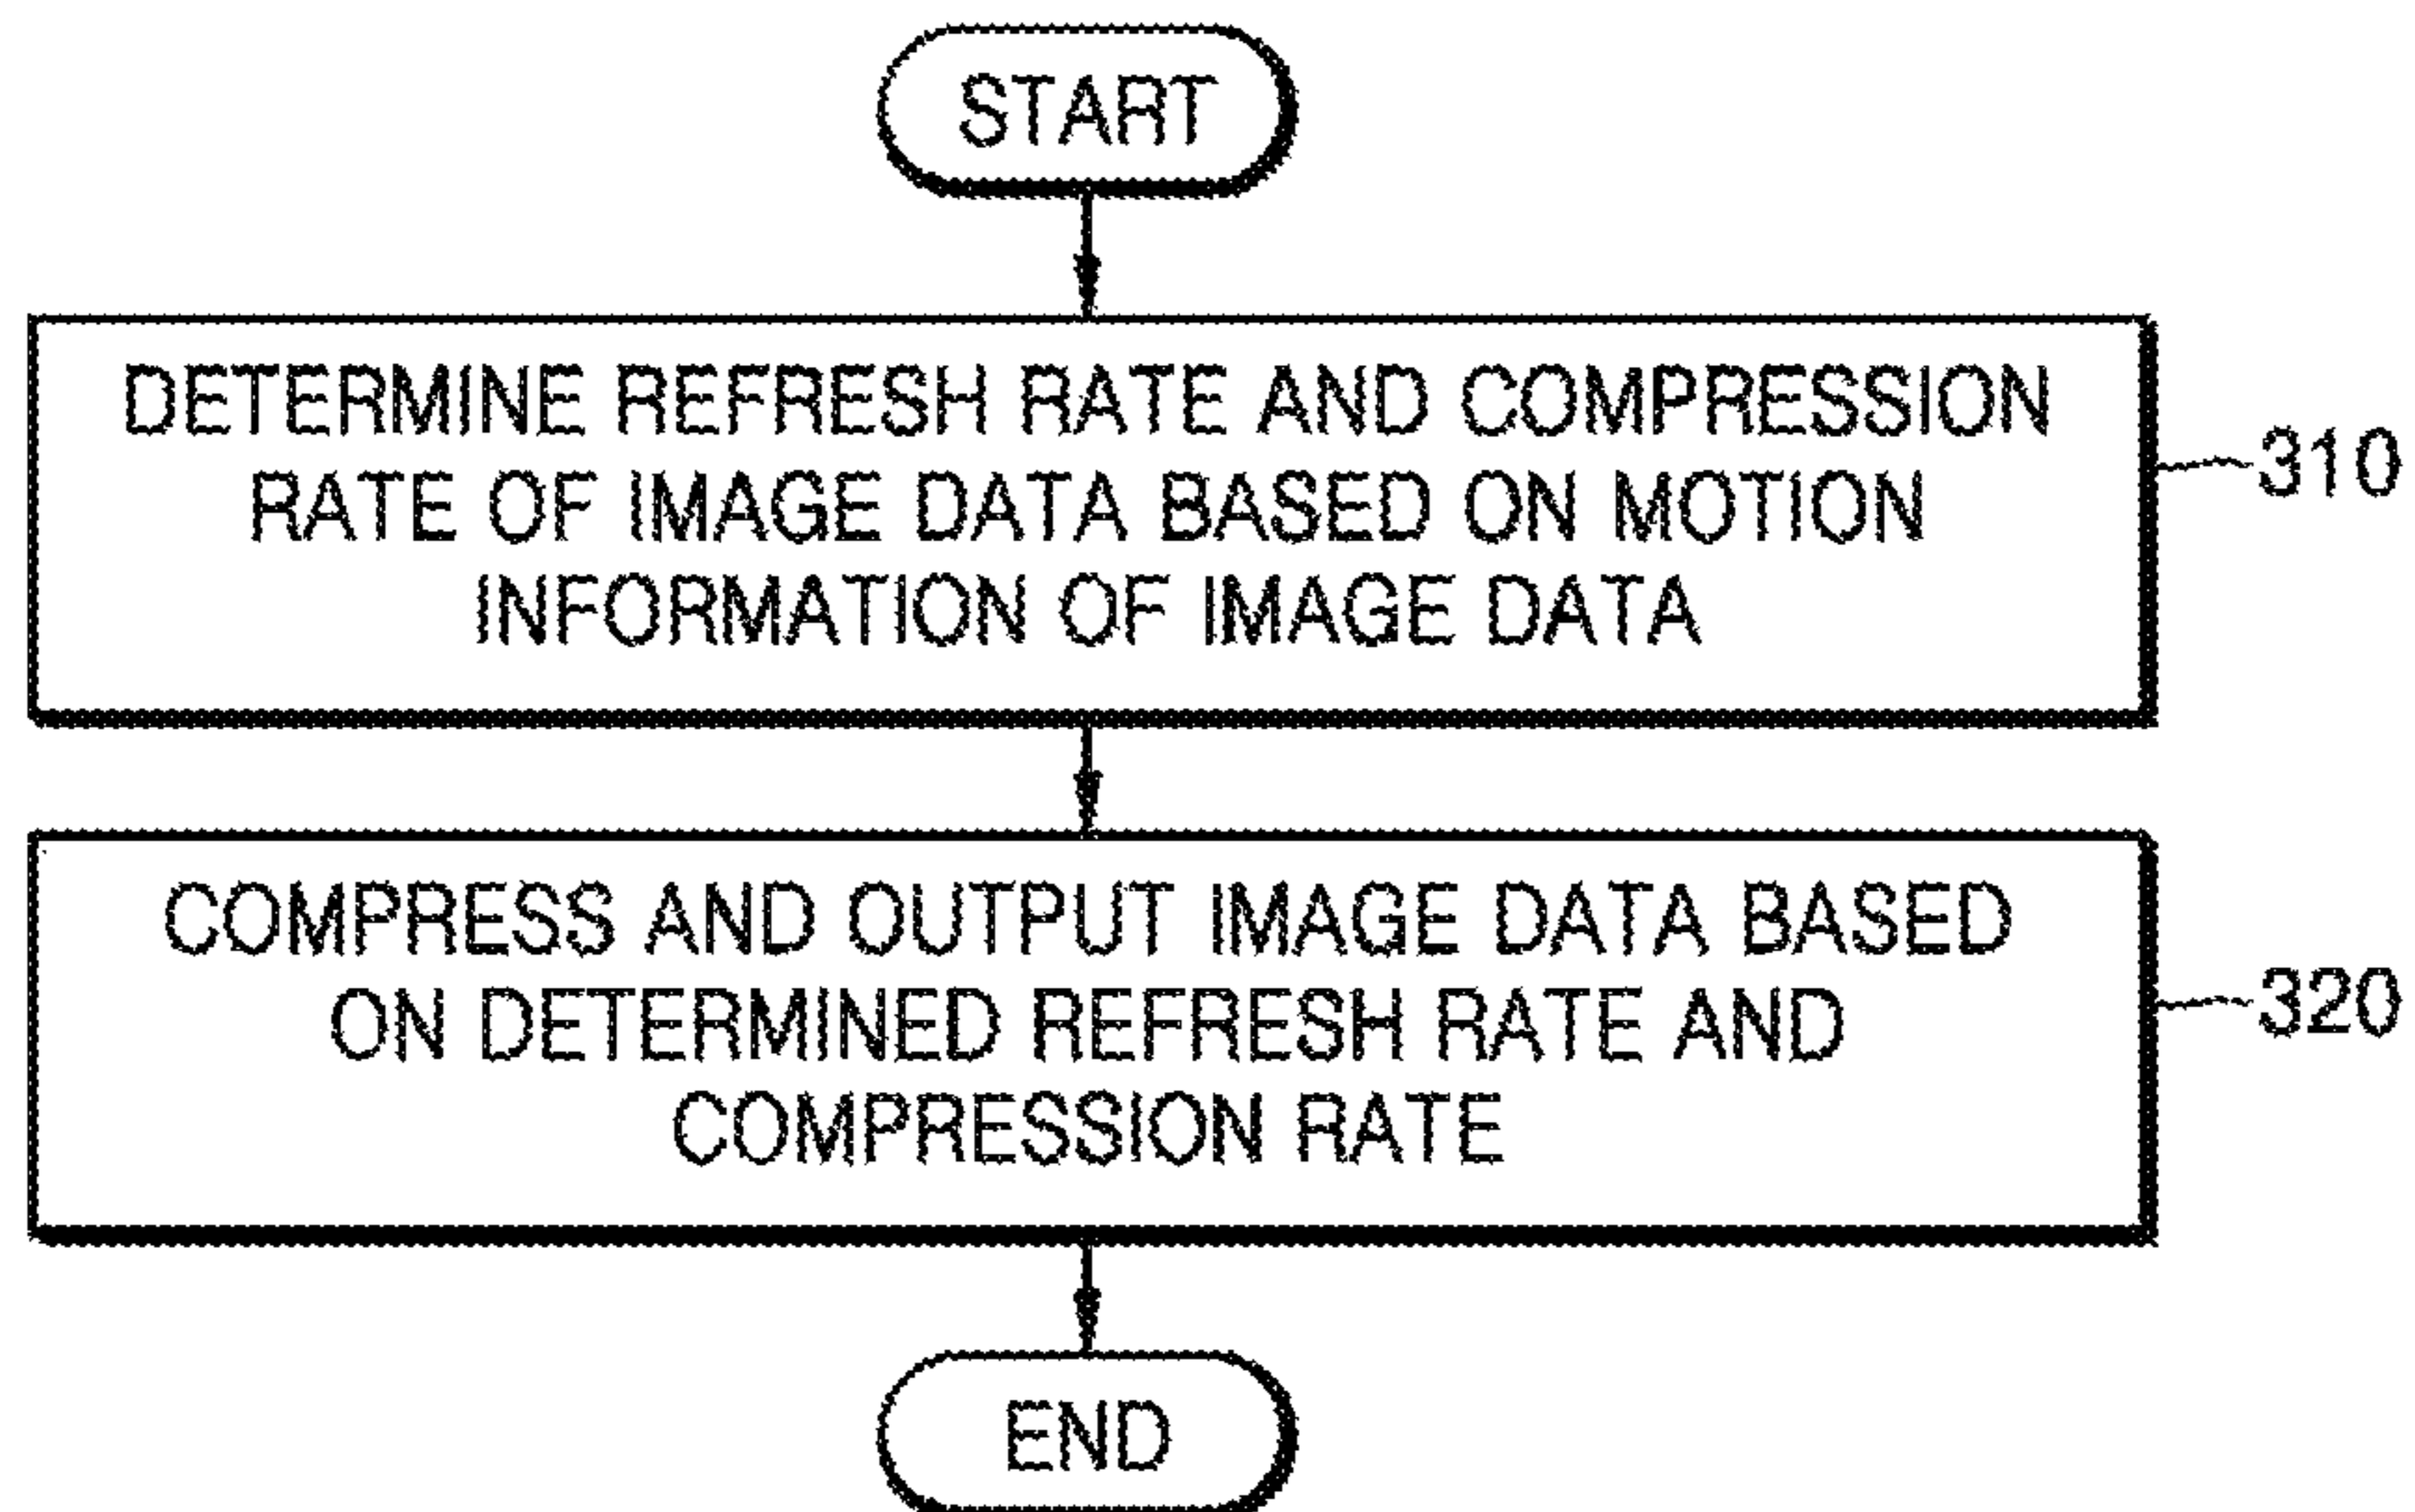 START
DETERMINE REFRESH RATE AND COMPRESSION
RATE OF IMAGE DATA BASED ON MOTION
INFORMATION OF IMAGE DATA
310
COMPRESS AND OUTPUT IMAGE DATA BASED
ON DETERMINED REFRESH RATE AND
COMPRESSION RATE
320
END